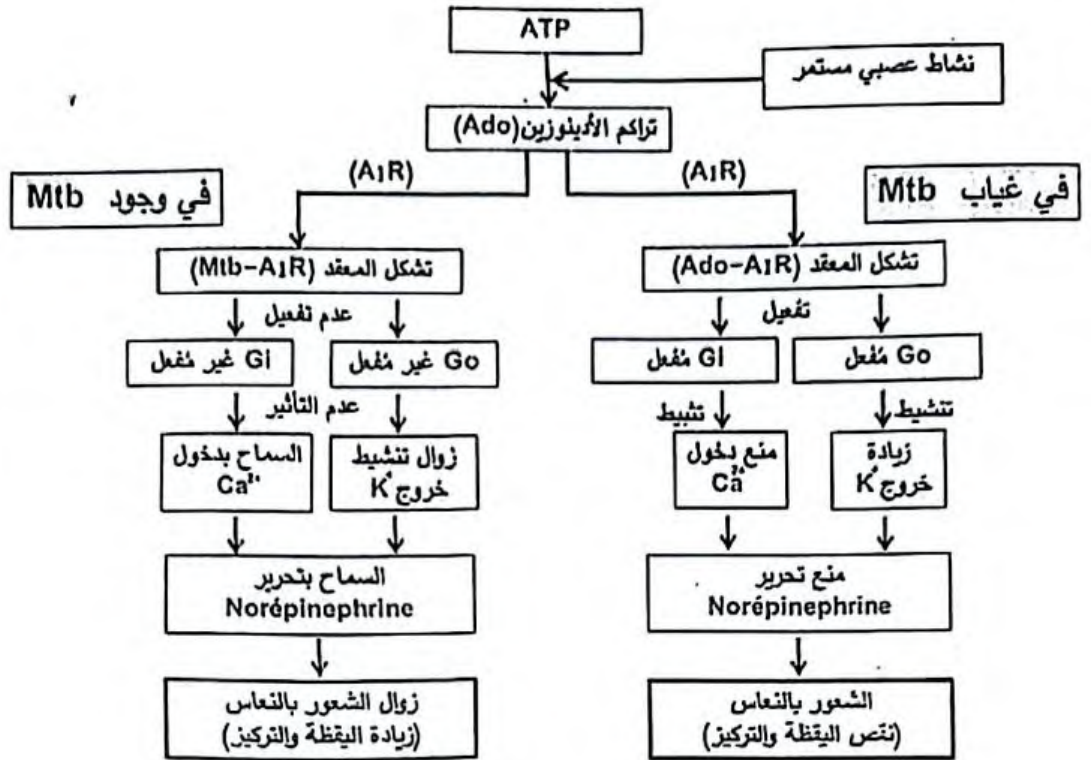 ATP
نشاط عصبي مستمر
تراكم الأدينوزين(Ado)
(A1R)
(A1R)
في غياب Mtb
في وجود Mtb
تشكل المعقد (Ado-A1R)
تشكل المعقد (Mtb-A1R)
تفعيل
عدم تفعيل
Go مُفعل
Gi مُفعل
Go غير مُفعل
Gi غير مُفعل
تنشيط
تثبيط
عدم التأثير
زيادة
خروج K⁺
منع دخول
Ca²⁺
زوال تنشيط
خروج K⁺
السماح بدخول
Ca²⁺
منع تحرير
Norépinephrine
السماح بتحرير
Norépinephrine
الشعور بالنعاس
(نقص اليقظة والتركيز)
زوال الشعور بالنعاس
(زيادة اليقظة والتركيز)